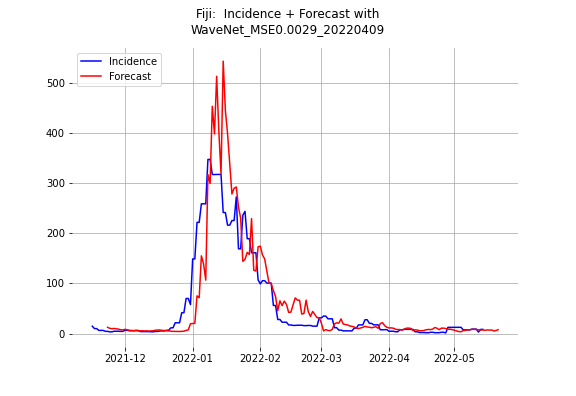 Fiji:  Incidence + Forecast with
WaveNet_MSE0.0029_20220409
Incidence
Forecast
500
400
300
200
100
0
2021-12 2022-01 2022-02 2022-03 2022-04 2022-05